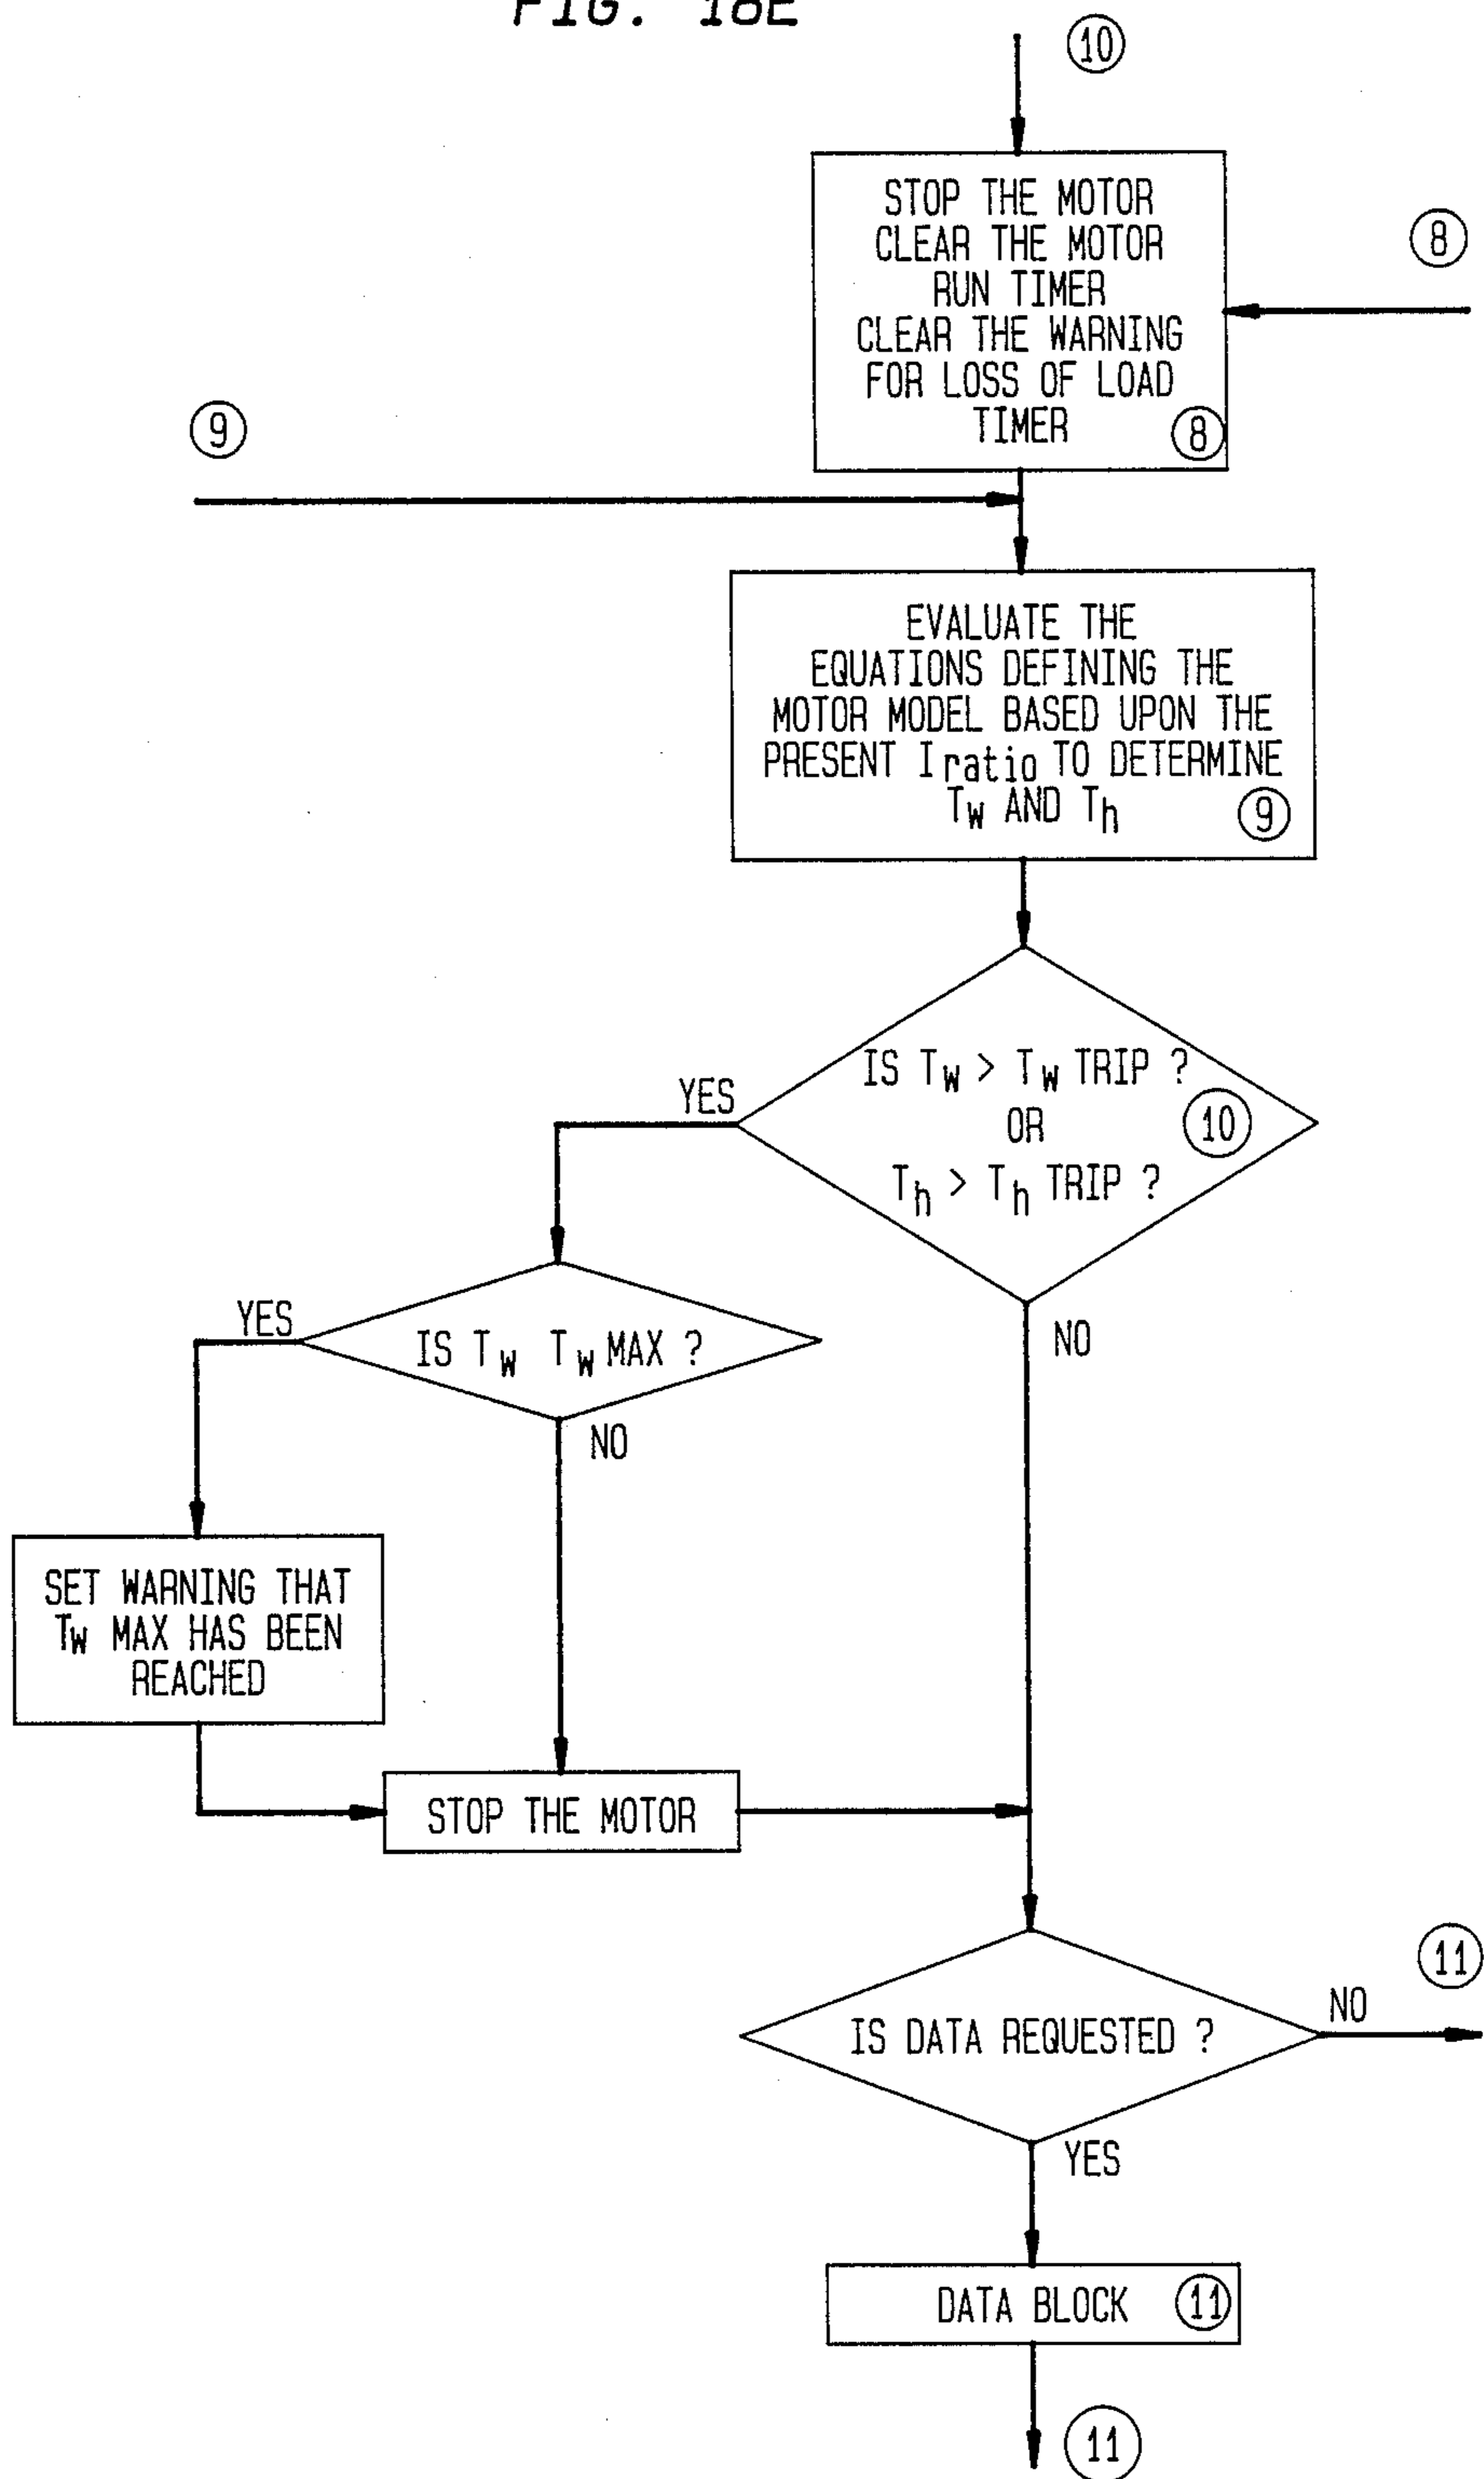 FIG. 18E
10
STOP THE MOTOR
CLEAR THE MOTOR
RUN TIMER
CLEAR THE WARNING
FOR LOSS OF LOAD
TIMER
8
8
9
EVALUATE THE
EQUATIONS DEFINING THE
MOTOR MODEL BASED UPON THE
PRESENT Iratio TO DETERMINE
Tw AND Th
9
IS Tw > Tw TRIP ?
OR
Th > Th TRIP ?
10
YES
NO
IS Tw Tw MAX ?
YES
NO
SET WARNING THAT
Tw MAX HAS BEEN
REACHED
STOP THE MOTOR
IS DATA REQUESTED ?
NO
11
YES
DATA BLOCK
11
11